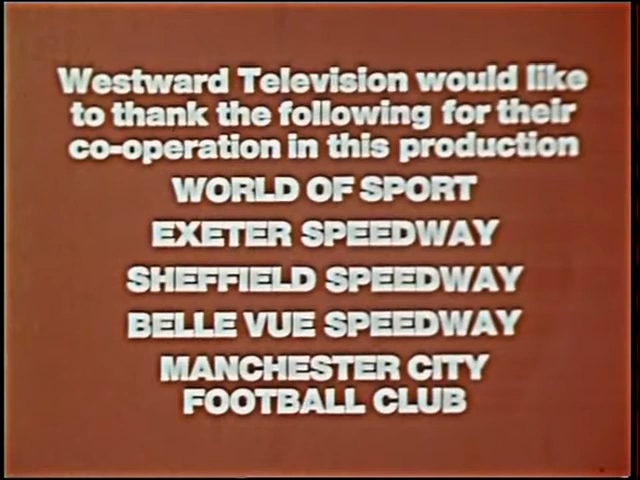 Westward Television would like
to thank the following for their
co-operation in this production
WORLD OF SPORT
EXETER SPEEDWAY
SHEFFIELD SPEEDWAY
BELLE VUE SPEEDWAY
MANCHESTER CITY
FOOTBALL CLUB